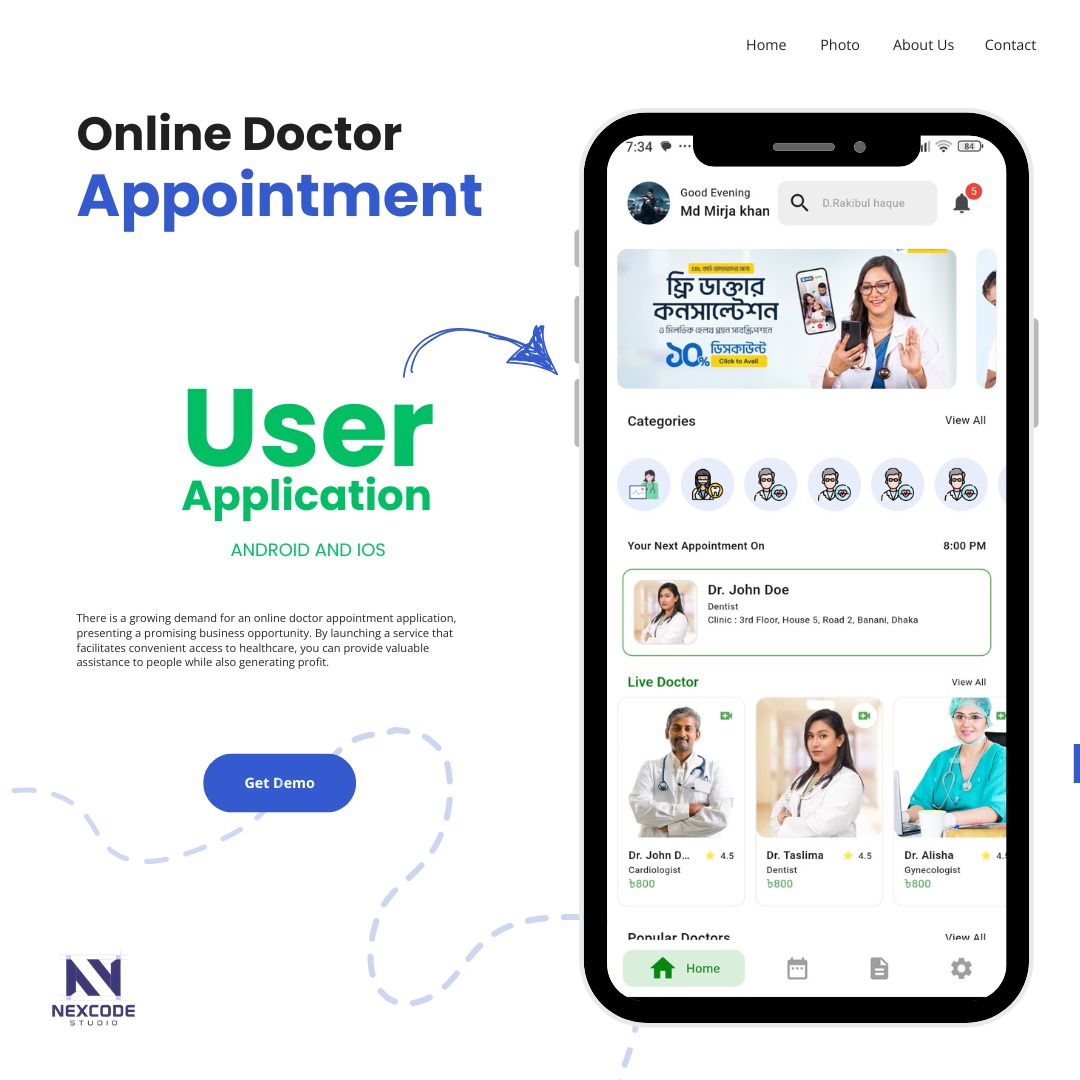 Home Photo About Us Contact
Online Doctor
Appointment
User
Application
ANDROID AND IOS
There is a growing demand for an online doctor appointment application,
presenting a promising business opportunity. By launching a service that
facilitates convenient access to healthcare, you can provide valuable
assistance to people while also generating profit.
Get Demo
NEXCODE
STUDIO
7:34 84
Good Evening
Md Mirja khan
D.Rakibul haque
5
ফ্রি ডাক্তার
কনসাল্টেশন
১০% ডিসকাউন্ট
Click to Avail
Categories View All
Your Next Appointment On 8:00 PM
Dr. John Doe
Dentist
Clinic : 3rd Floor, House 5, Road 2, Banani, Dhaka
Live Doctor View All
Dr. John D... 4.5 Dr. Taslima 4.5 Dr. Alisha 4.5
Cardiologist Dentist Gynecologist
৳800 ৳800 ৳800
Popular Doctors View All
Home